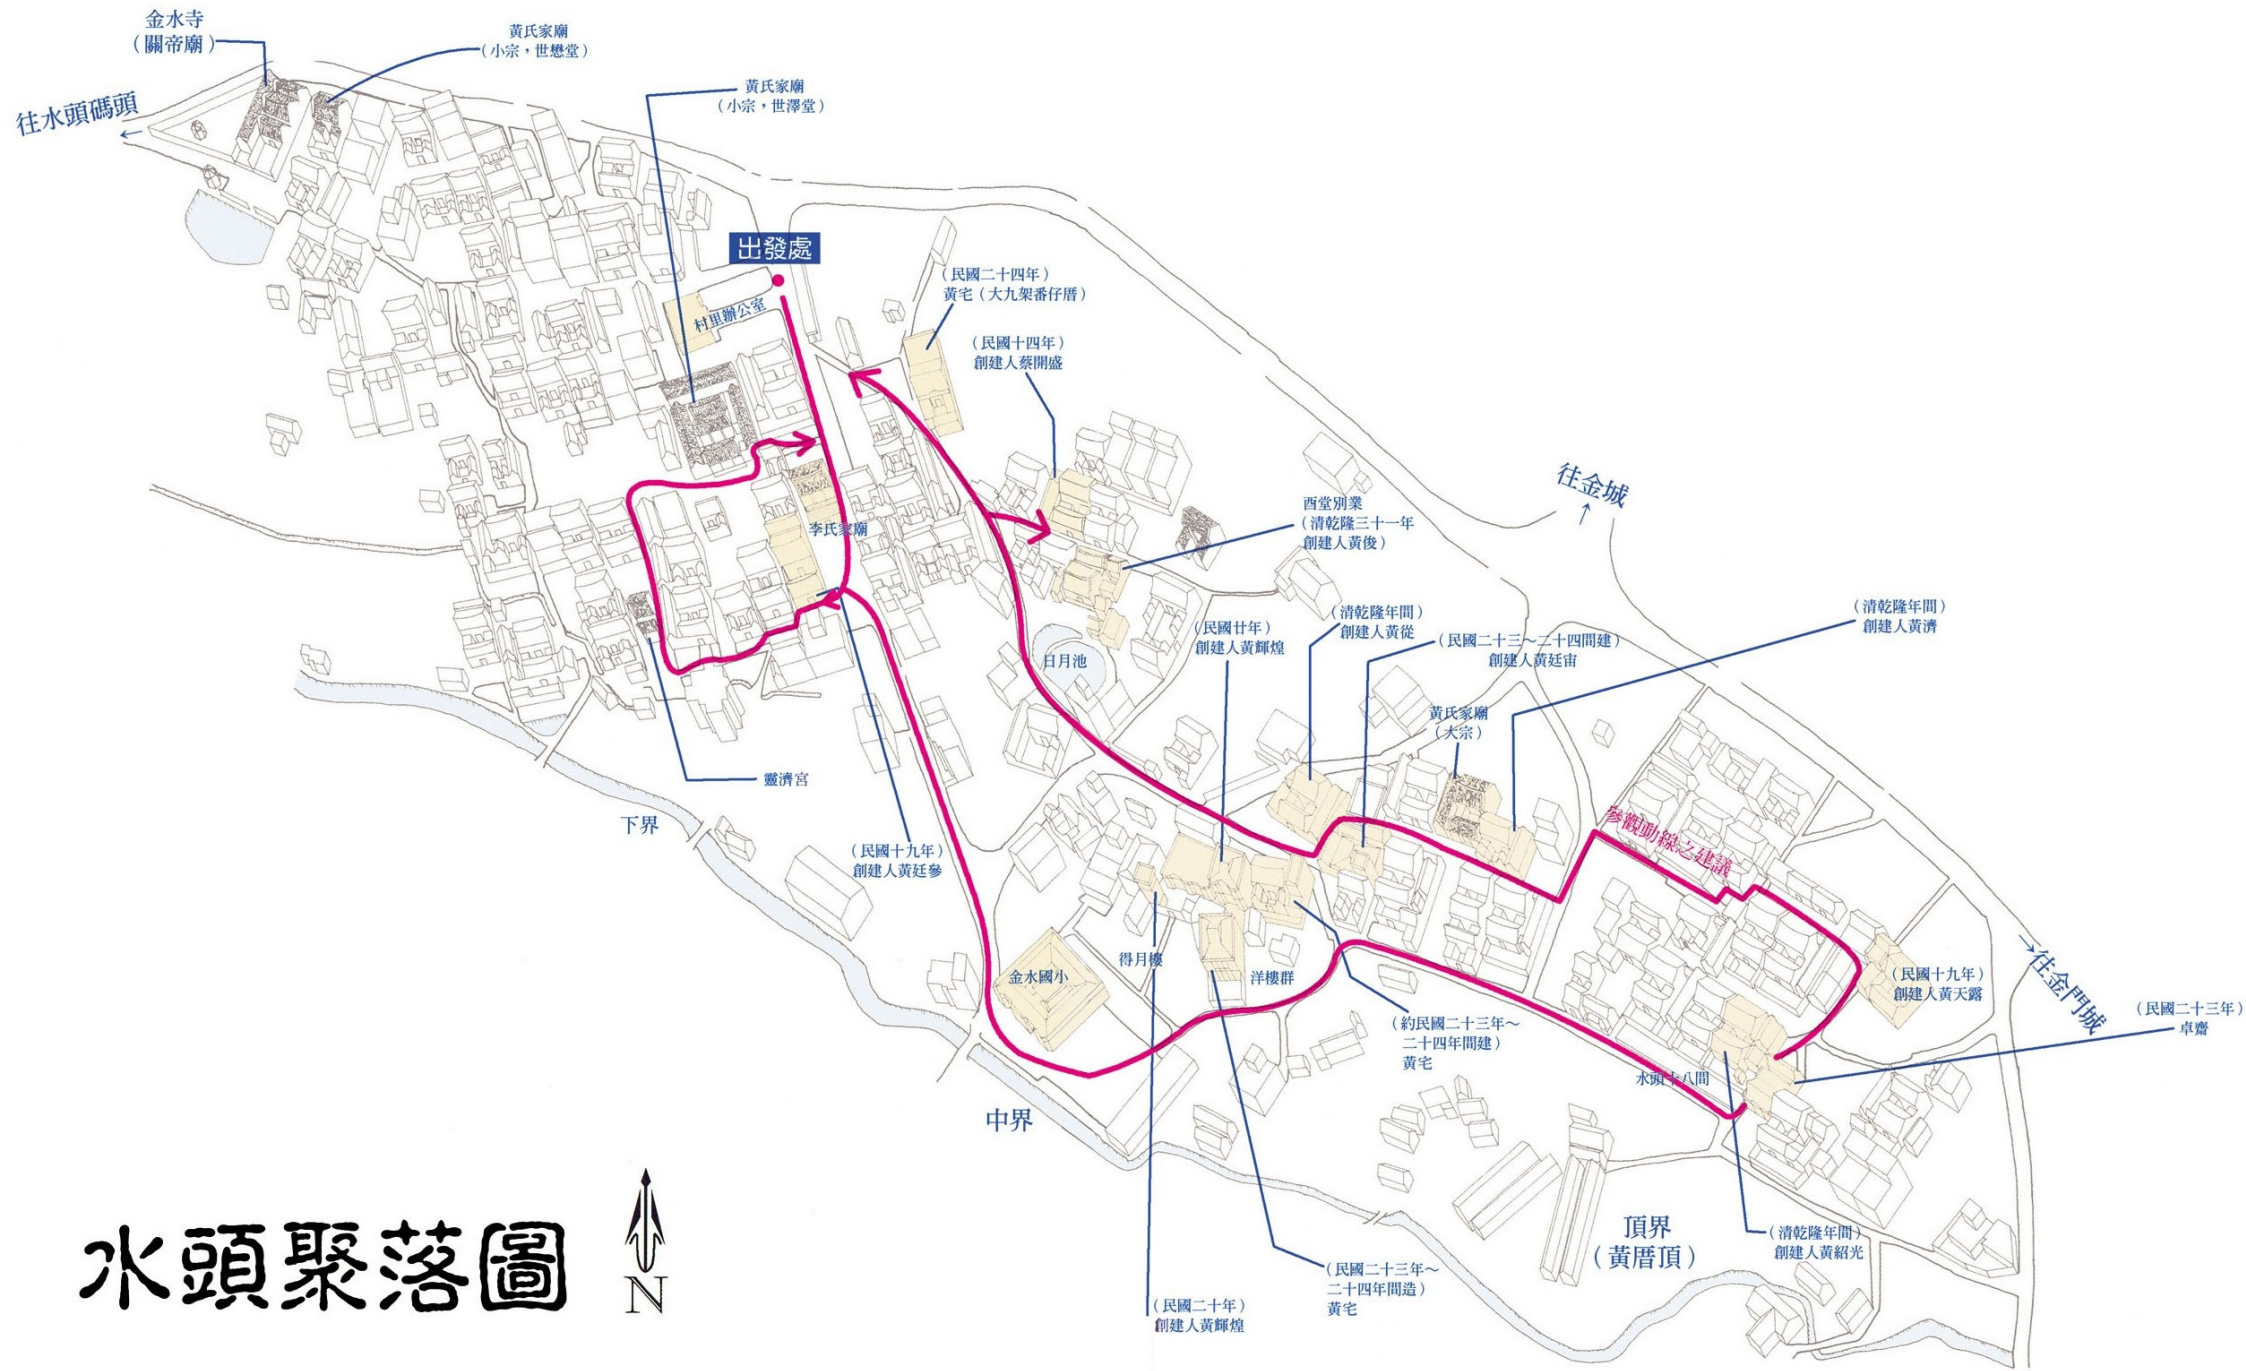 金水寺
（關帝廟）
黃氏家廟
（小宗，世懋堂）
黃氏家廟
（小宗，世澤堂）
往水頭碼頭
←
出發處
村里辦公室
（民國二十四年）
黃宅（大九架番仔厝）
（民國十四年）
創建人蔡開盛
往金城
↑
酉堂別業
（清乾隆三十一年
創建人黃俊）
李氏家廟
日月池
（民國廿年）
創建人黃輝煌
（清乾隆年間）
創建人黃從
（民國二十三～二十四間建）
創建人黃廷宙
（清乾隆年間）
創建人黃濟
黃氏家廟
（大宗）
靈濟宮
下界
（民國十九年）
創建人黃廷參
參觀動線之建議
金水國小
得月樓
洋樓群
（民國十九年）
創建人黃天露
→往金門城
（民國二十三年）
卓齋
（約民國二十三年～
二十四年間建）
黃宅
水頭十八間
中界
頂界
（黃厝頂）
（清乾隆年間）
創建人黃紹光
（民國二十三年～
二十四年間造）
黃宅
（民國二十年）
創建人黃輝煌
水頭聚落圖
N